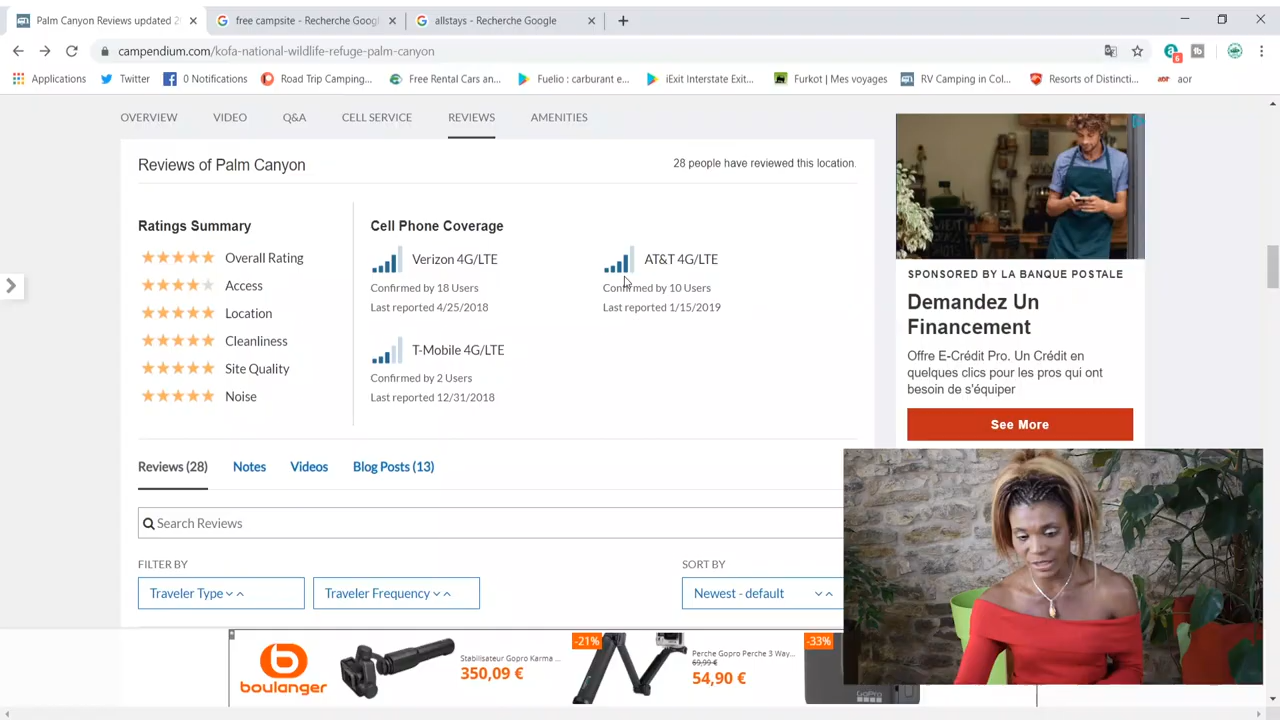 Palm Canyon Reviews updated 2
free campsite - Recherche Googl
allstays - Recherche Google
campendium.com/kofa-national-wildlife-refuge-palm-canyon
6
Applications
Twitter
0 Notifications
Road Trip Camping...
Free Rental Cars an...
Fuelio : carburant e...
iExit Interstate Exit...
Furkot | Mes voyages
RV Camping in Col...
Resorts of Distincti...
aor
OVERVIEW
VIDEO
Q&A
CELL SERVICE
REVIEWS
AMENITIES
Reviews of Palm Canyon
28 people have reviewed this location.
Ratings Summary
Overall Rating
Access
Location
Cleanliness
Site Quality
Noise
Cell Phone Coverage
Verizon 4G/LTE
Confirmed by 18 Users
Last reported 4/25/2018
AT&T 4G/LTE
Confirmed by 10 Users
Last reported 1/15/2019
T-Mobile 4G/LTE
Confirmed by 2 Users
Last reported 12/31/2018
SPONSORED BY LA BANQUE POSTALE
Demandez Un
Financement
Offre E-Crédit Pro. Un Crédit en
quelques clics pour les pros qui ont
besoin de s'équiper
See More
Reviews (28)
Notes
Videos
Blog Posts (13)
Search Reviews
FILTER BY
Traveler Type
Traveler Frequency
SORT BY
Newest - default
boulanger
Stabilisateur Gopro Karma ...
350,09 €
-21%
Perche Gopro Perche 3 Way...
69,99 €
54,90 €
-33%
GoPro